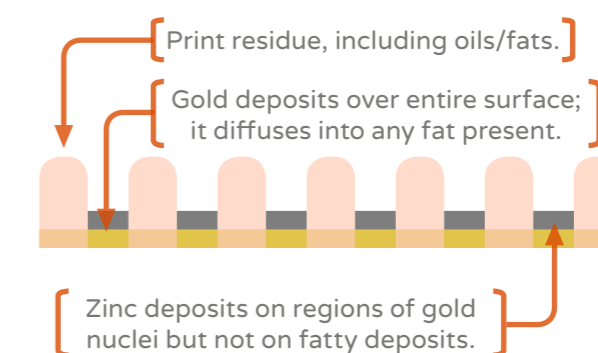 Print residue, including oils/fats.
Gold deposits over entire surface;
it diffuses into any fat present.
Zinc deposits on regions of gold
nuclei but not on fatty deposits.